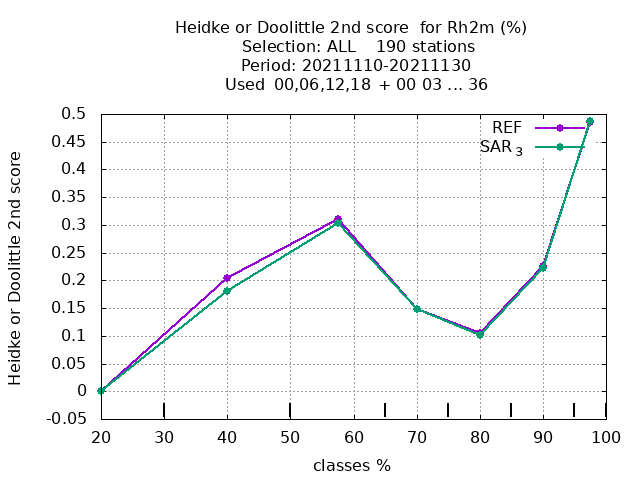 Heidke or Doolittle 2nd score  for Rh2m (%)
Selection: ALL    190 stations
Period: 20211110-20211130
Used  00,06,12,18  + 00 03 ... 36
REF
SAR 3
Heidke or Doolittle 2nd score
0.5
0.45
0.4
0.35
0.3
0.25
0.2
0.15
0.1
0.05
0
-0.05
20 30 40 50 60 70 80 90 100
classes %